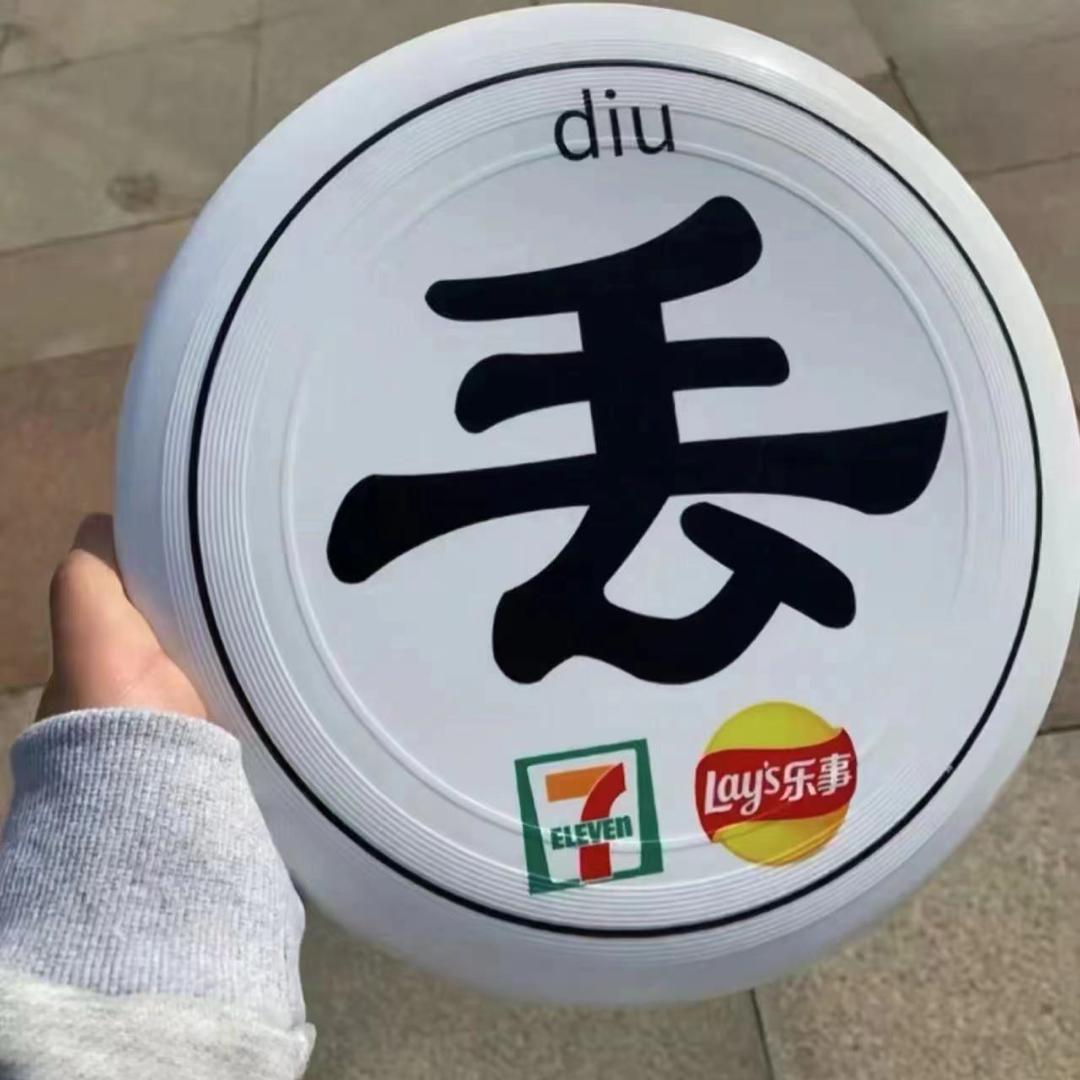 diu
丢
7
ELEVEN
Lay's乐事